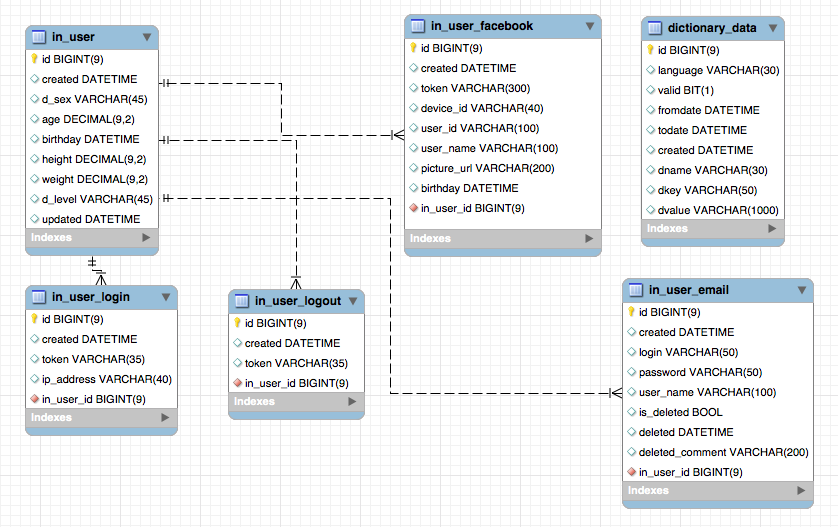 in_user
id BIGINT(9)
created DATETIME
d_sex VARCHAR(45)
age DECIMAL(9,2)
birthday DATETIME
height DECIMAL(9,2)
weight DECIMAL(9,2)
d_level VARCHAR(45)
updated DATETIME
Indexes
in_user_facebook
id BIGINT(9)
created DATETIME
token VARCHAR(300)
device_id VARCHAR(40)
user_id VARCHAR(100)
user_name VARCHAR(100)
picture_url VARCHAR(200)
birthday DATETIME
in_user_id BIGINT(9)
Indexes
dictionary_data
id BIGINT(9)
language VARCHAR(30)
valid BIT(1)
fromdate DATETIME
todate DATETIME
created DATETIME
dname VARCHAR(30)
dkey VARCHAR(50)
dvalue VARCHAR(1000)
Indexes
in_user_login
id BIGINT(9)
created DATETIME
token VARCHAR(35)
ip_address VARCHAR(40)
in_user_id BIGINT(9)
Indexes
in_user_logout
id BIGINT(9)
created DATETIME
token VARCHAR(35)
in_user_id BIGINT(9)
Indexes
in_user_email
id BIGINT(9)
created DATETIME
login VARCHAR(50)
password VARCHAR(50)
user_name VARCHAR(100)
is_deleted BOOL
deleted DATETIME
deleted_comment VARCHAR(200)
in_user_id BIGINT(9)
Indexes